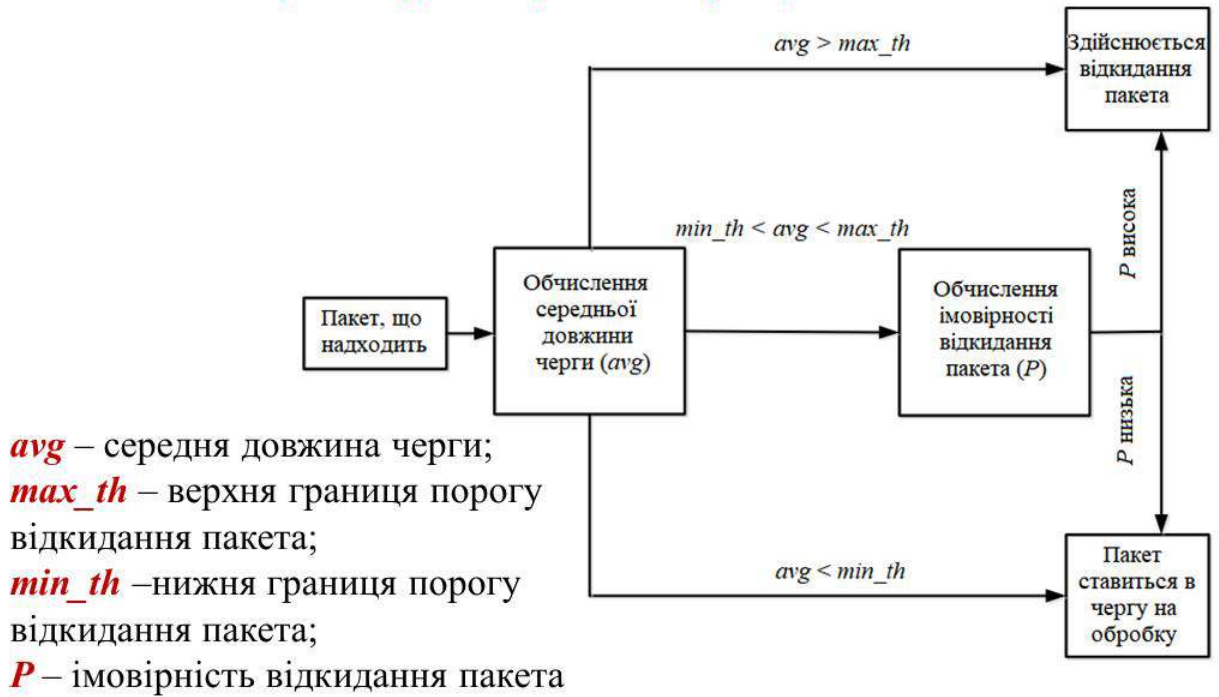 avg > max_th
Здійснюється
відкидання
пакета
P висока
min_th < avg < max_th
Пакет, що
надходить
Обчислення
середньої
довжини
черги (avg)
Обчислення
імовірності
відкидання
пакета (P)
P низька
avg < min_th
Пакет
ставиться в
чергу на
обробку
avg – середня довжина черги;
max_th – верхня границя порогу
відкидання пакета;
min_th –нижня границя порогу
відкидання пакета;
P – імовірність відкидання пакета